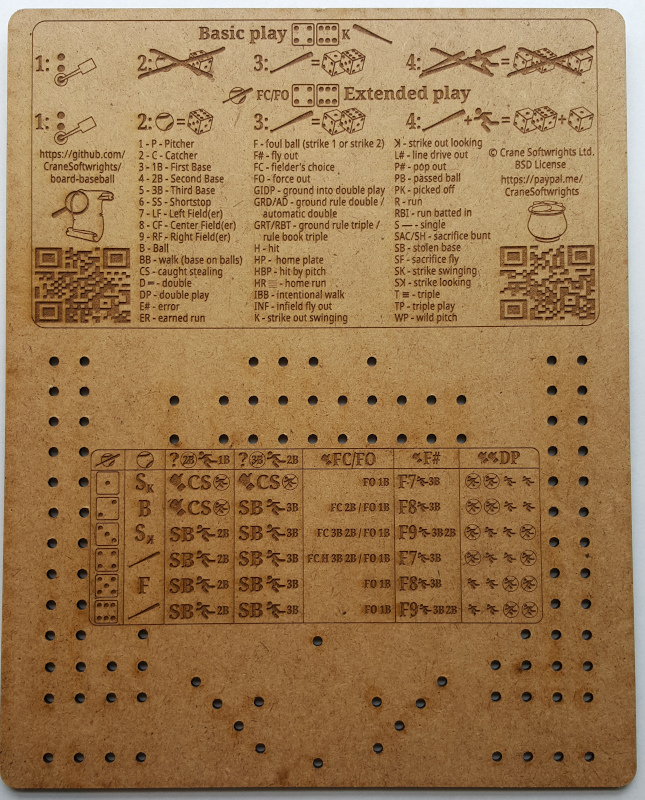 Basic play K
1: 2: = 3: = 4: =
FC/FO Extended play
1: 2: = 3: = 4: + = +
https://github.com/
CraneSoftwrights/
board-baseball
1 - P - Pitcher
2 - C - Catcher
3 - 1B - First Base
4 - 2B - Second Base
5 - 3B - Third Base
6 - SS - Shortstop
7 - LF - Left Field(er)
8 - CF - Center Field(er)
9 - RF - Right Field(er)
B - Ball
BB - walk (base on balls)
CS - caught stealing
D = - double
DP - double play
E# - error
ER - earned run
F - foul ball (strike 1 or strike 2)
F# - fly out
FC - fielder's choice
FO - force out
GIDP - ground into double play
GRD/AD - ground rule double /
automatic double
GRT/RBT - ground rule triple /
rule book triple
H - hit
HP - home plate
HBP - hit by pitch
HR - home run
IBB - intentional walk
INF - infield fly out
K - strike out swinging
ꓘ - strike out looking
L# - line drive out
P# - pop out
PB - passed ball
PK - picked off
R - run
RBI - run batted in
S — - single
SAC/SH - sacrifice bunt
SB - stolen base
SF - sacrifice fly
SK - strike swinging
Sꓘ - strike looking
T ≡ - triple
TP - triple play
WP - wild pitch
© Crane Softwrights Ltd.
BSD License
https://paypal.me/
CraneSoftwrights
? 2B 1B ? 3B 2B FC/FO F# DP
SK CS CS FO 1B F7 3B
B CS SB 3B FC 2B / FO 1B F8 3B
Sꓘ SB 2B SB 3B FC 3B 2B / FO 1B F9 3B 2B
SB 2B SB 3B FC.H 3B 2B / FO 1B F7 3B
F SB 2B SB 3B FO 1B F8 3B
SB 2B SB 3B FO 1B F9 3B 2B